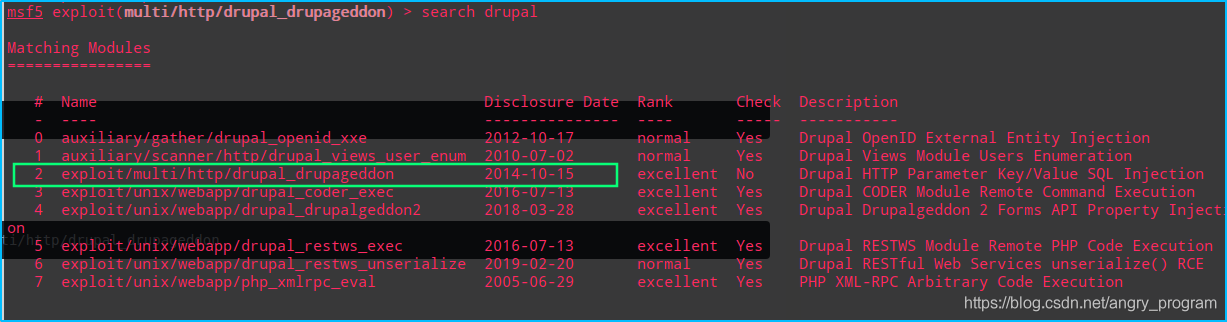 msf5 exploit(multi/http/drupal_drupageddon) > search drupal
Matching Modules
================
#  Name                                      Disclosure Date  Rank       Check  Description
-  ----                                      ---------------  ----       -----  -----------
0  auxiliary/gather/drupal_openid_xxe        2012-10-17       normal     Yes    Drupal OpenID External Entity Injection
1  auxiliary/scanner/http/drupal_views_user_enum  2010-07-02       normal     Yes    Drupal Views Module Users Enumeration
2  exploit/multi/http/drupal_drupageddon     2014-10-15       excellent  No     Drupal HTTP Parameter Key/Value SQL Injection
3  exploit/unix/webapp/drupal_coder_exec     2016-07-13       excellent  Yes    Drupal CODER Module Remote Command Execution
4  exploit/unix/webapp/drupal_drupalgeddon2  2018-03-28       excellent  Yes    Drupal Drupalgeddon 2 Forms API Property Injecti
on
ti/http/drupal_drupageddon
5  exploit/unix/webapp/drupal_restws_exec    2016-07-13       excellent  Yes    Drupal RESTWS Module Remote PHP Code Execution
6  exploit/unix/webapp/drupal_restws_unserialize  2019-02-20       normal     Yes    Drupal RESTful Web Services unserialize() RCE
7  exploit/unix/webapp/php_xmlrpc_eval       2005-06-29       excellent  Yes    PHP XML-RPC Arbitrary Code Execution
https://blog.csdn.net/angry_program